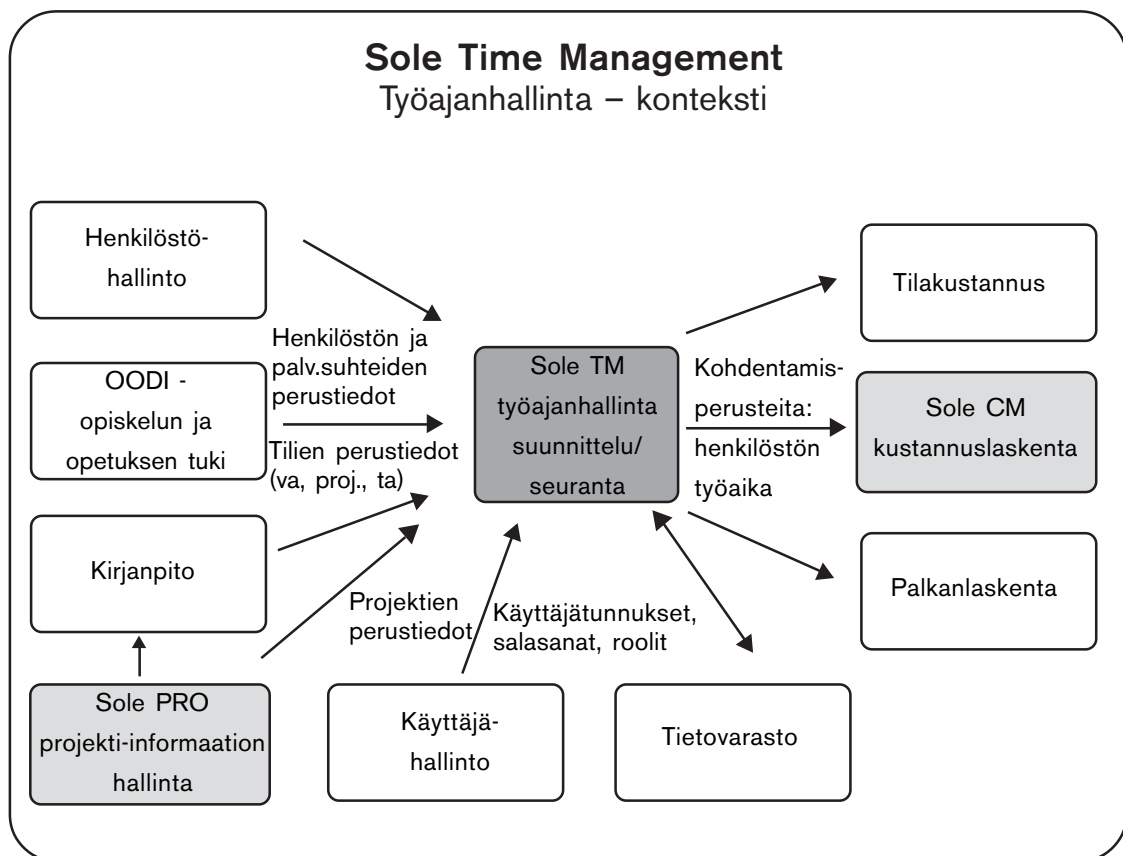 Sole Time Management
Työajanhallinta – konteksti
Henkilöstö-
hallinto
OODI -
opiskelun ja
opetuksen tuki
Kirjanpito
Sole PRO
projekti-informaation
hallinta
Henkilöstön ja
palv.suhteiden
perustiedot
Tilien perustiedot
(va, proj., ta)
Projektien
perustiedot
Käyttäjätunnukset,
salasanat, roolit
Käyttäjä-
hallinto
Sole TM
työajanhallinta
suunnittelu/
seuranta
Tietovarasto
Kohdentamis-
perusteita:
henkilöstön
työaika
Tilakustannus
Sole CM
kustannuslaskenta
Palkanlaskenta